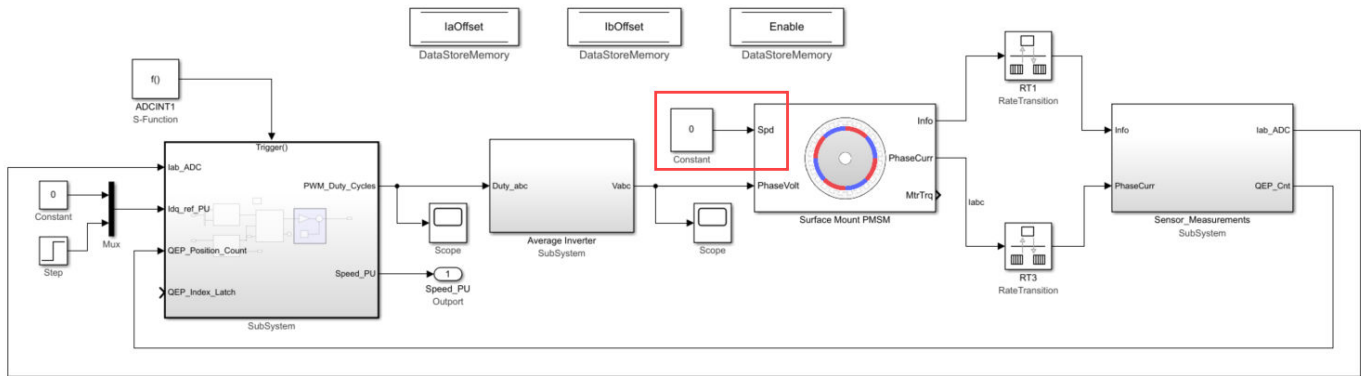 IaOffset
DataStoreMemory
IbOffset
DataStoreMemory
Enable
DataStoreMemory
f()
ADCINT1
S-Function
0
Constant
Step
Mux
Trigger()
Iab_ADC
Idq_ref_PU
QEP_Position_Count
QEP_Index_Latch
PWM_Duty_Cycles
Speed_PU
SubSystem
Scope
1
Speed_PU
Outport
Duty_abc
Vabc
Average Inverter
SubSystem
Scope
0
Constant
Spd
PhaseVolt
Info
PhaseCurr
MtrTrq
Surface Mount PMSM
Iabc
RT1
RateTransition
RT3
RateTransition
Info
PhaseCurr
Iab_ADC
QEP_Cnt
Sensor_Measurements
SubSystem